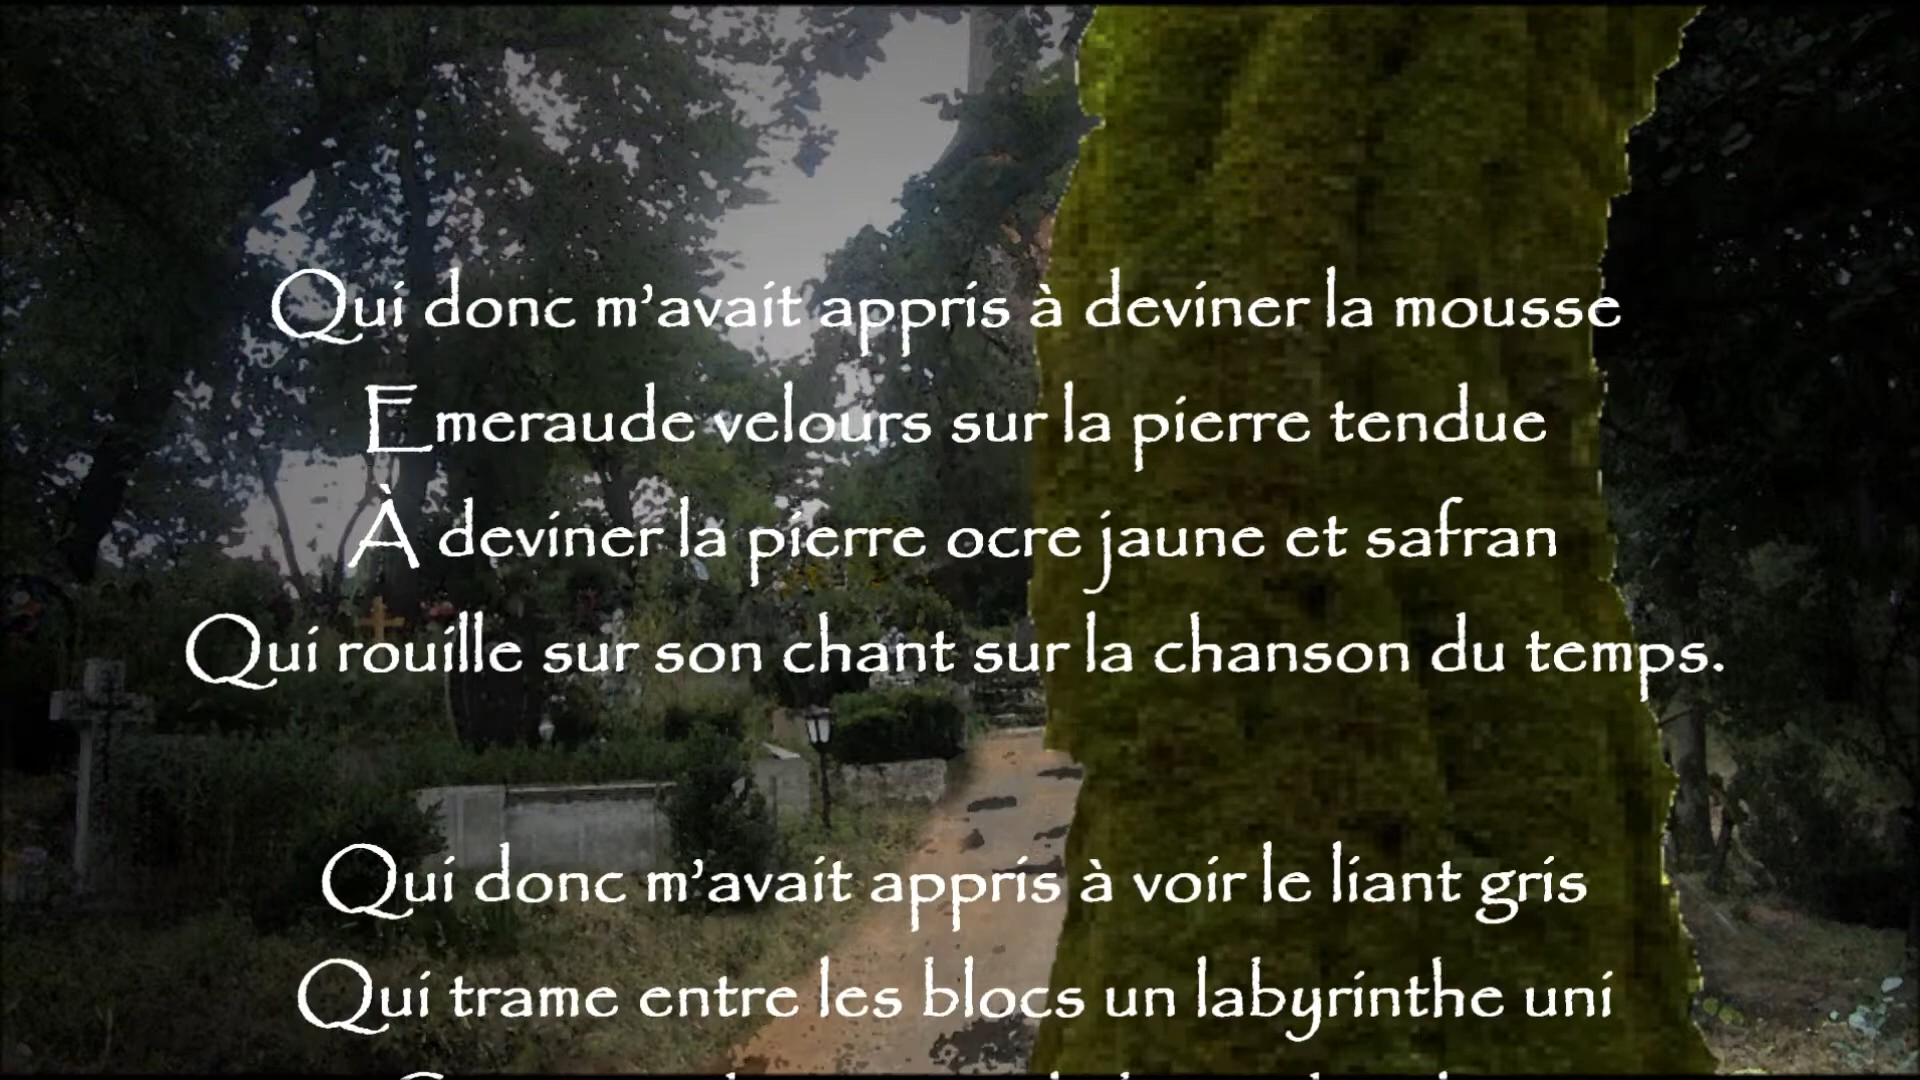 Qui donc m’avait appris à deviner la mousse
Emeraude velours sur la pierre tendue
À deviner la pierre ocre jaune et safran
Qui rouille sur son chant sur la chanson du temps.
Qui donc m’avait appris à voir le liant gris
Qui trame entre les blocs un labyrinthe uni